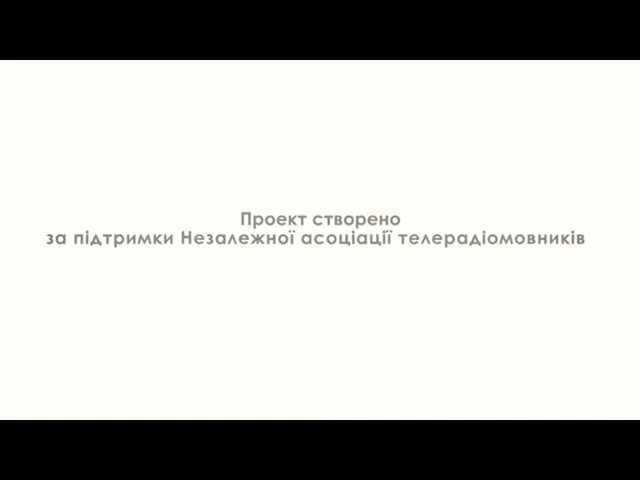 Проект створено
за підтримки Незалежної асоціації телерадіомовників